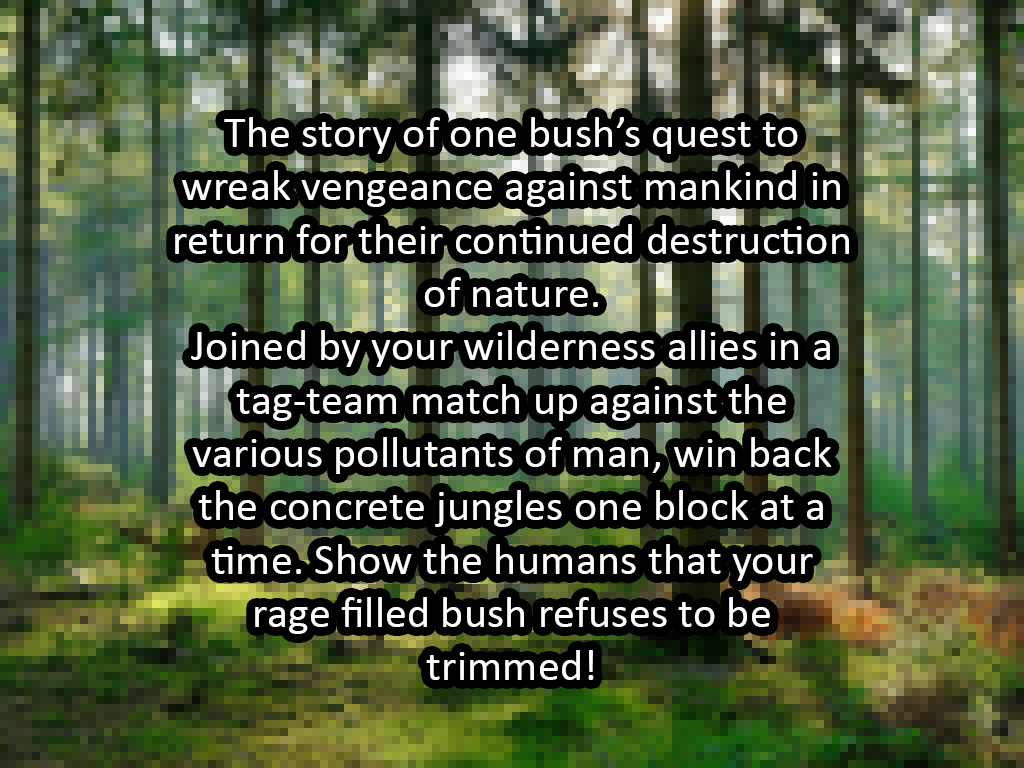 The story of one bush’s quest to
wreak vengeance against mankind in
return for their continued destruction
of nature.
Joined by your wilderness allies in a
tag-team match up against the
various pollutants of man, win back
the concrete jungles one block at a
time. Show the humans that your
rage filled bush refuses to be
trimmed!